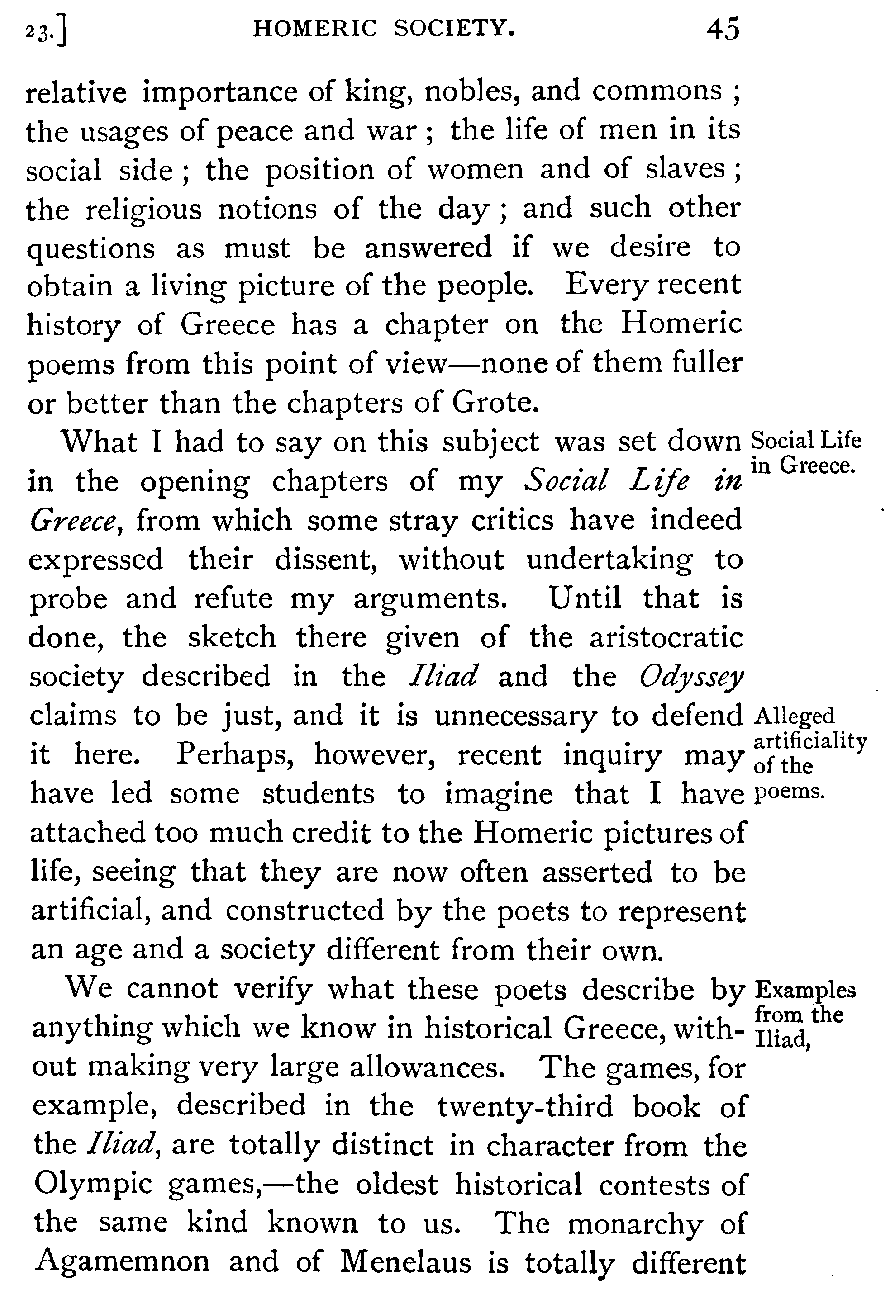 23.] HOMERIC SOCIETY. 45
relative importance of king, nobles, and commons ;
the usages of peace and war ; the life of men in its
social side ; the position of women and of slaves ;
the religious notions of the day ; and such other
questions as must be answered if we desire to
obtain a living picture of the people. Every recent
history of Greece has a chapter on the Homeric
poems from this point of view—none of them fuller
or better than the chapters of Grote.
What I had to say on this subject was set down
Social Life
in the opening chapters of my Social Life in
in Greece.
Greece, from which some stray critics have indeed
expressed their dissent, without undertaking to
probe and refute my arguments. Until that is
done, the sketch there given of the aristocratic
society described in the Iliad and the Odyssey
claims to be just, and it is unnecessary to defend
Alleged
artificiality
it here. Perhaps, however, recent inquiry may
of the
have led some students to imagine that I have
poems.
attached too much credit to the Homeric pictures of
life, seeing that they are now often asserted to be
artificial, and constructed by the poets to represent
an age and a society different from their own.
We cannot verify what these poets describe by
Examples
from the
anything which we know in historical Greece, with-
Iliad,
out making very large allowances. The games, for
example, described in the twenty-third book of
the Iliad, are totally distinct in character from the
Olympic games,—the oldest historical contests of
the same kind known to us. The monarchy of
Agamemnon and of Menelaus is totally different